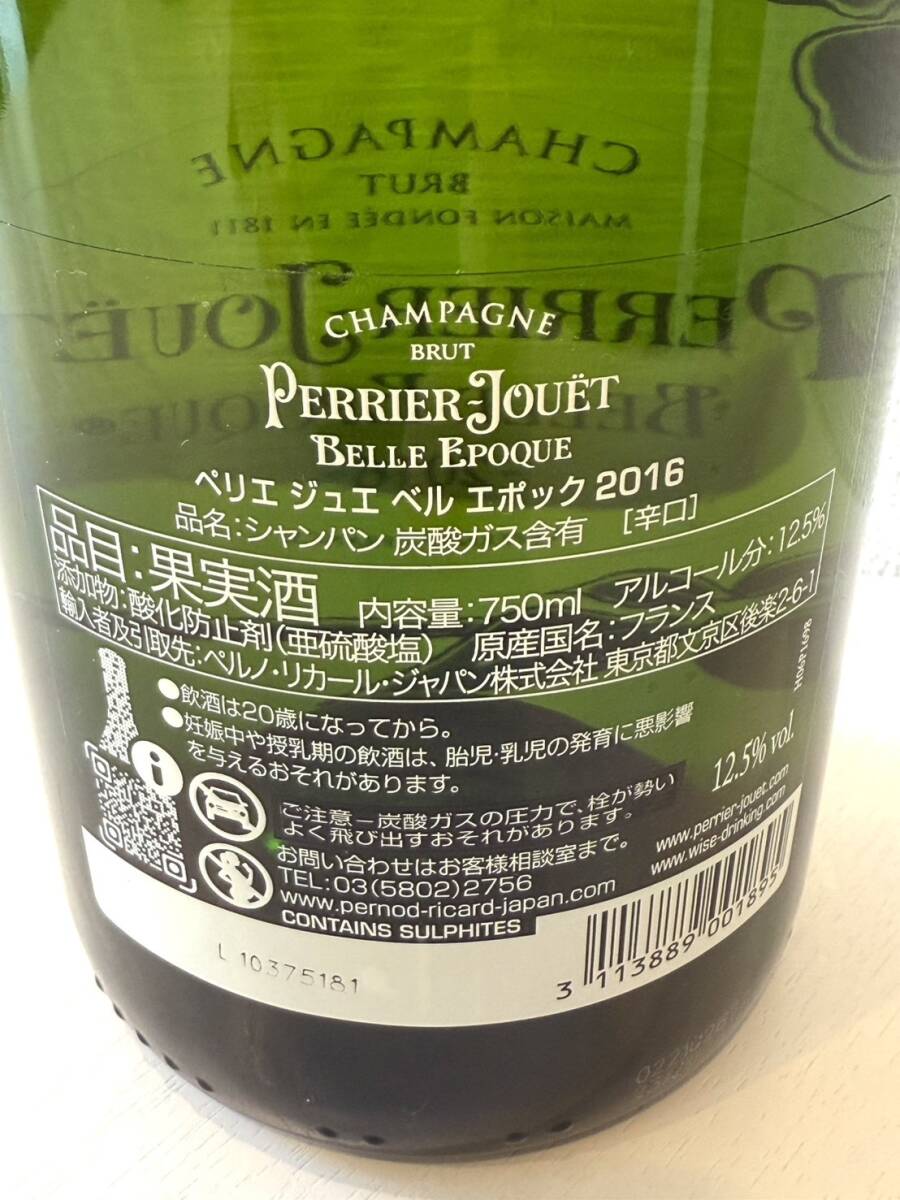 CHAMPAGNE
BRUT
MAISON FONDÉE EN 1811
PERRIER-JOUËT
CHAMPAGNE
BRUT
PERRIER-JOUËT
BELLE EPOQUE
ペリエ ジュエ ベル エポック 2016
品名:シャンパン 炭酸ガス含有 [辛口]
品目:果実酒 内容量:750ml アルコール分:12.5%
添加物:酸化防止剤(亜硫酸塩) 原産国名:フランス
輸入者及引取先:ペルノ・リカール・ジャパン株式会社 東京都文京区後楽2-6-1
●飲酒は20歳になってから。
●妊娠中や授乳期の飲酒は、胎児・乳児の発育に悪影響
を与えるおそれがあります。
12.5% vol.
ご注意ー炭酸ガスの圧力で、栓が勢い
よく飛び出すおそれがあります。
www.perrier-jouet.com
www.wise-drinking.com
お問い合わせはお客様相談室まで。
TEL:03(5802)2756
www.pernod-ricard-japan.com
CONTAINS SULPHITES
L 10375181
3 113889 001895